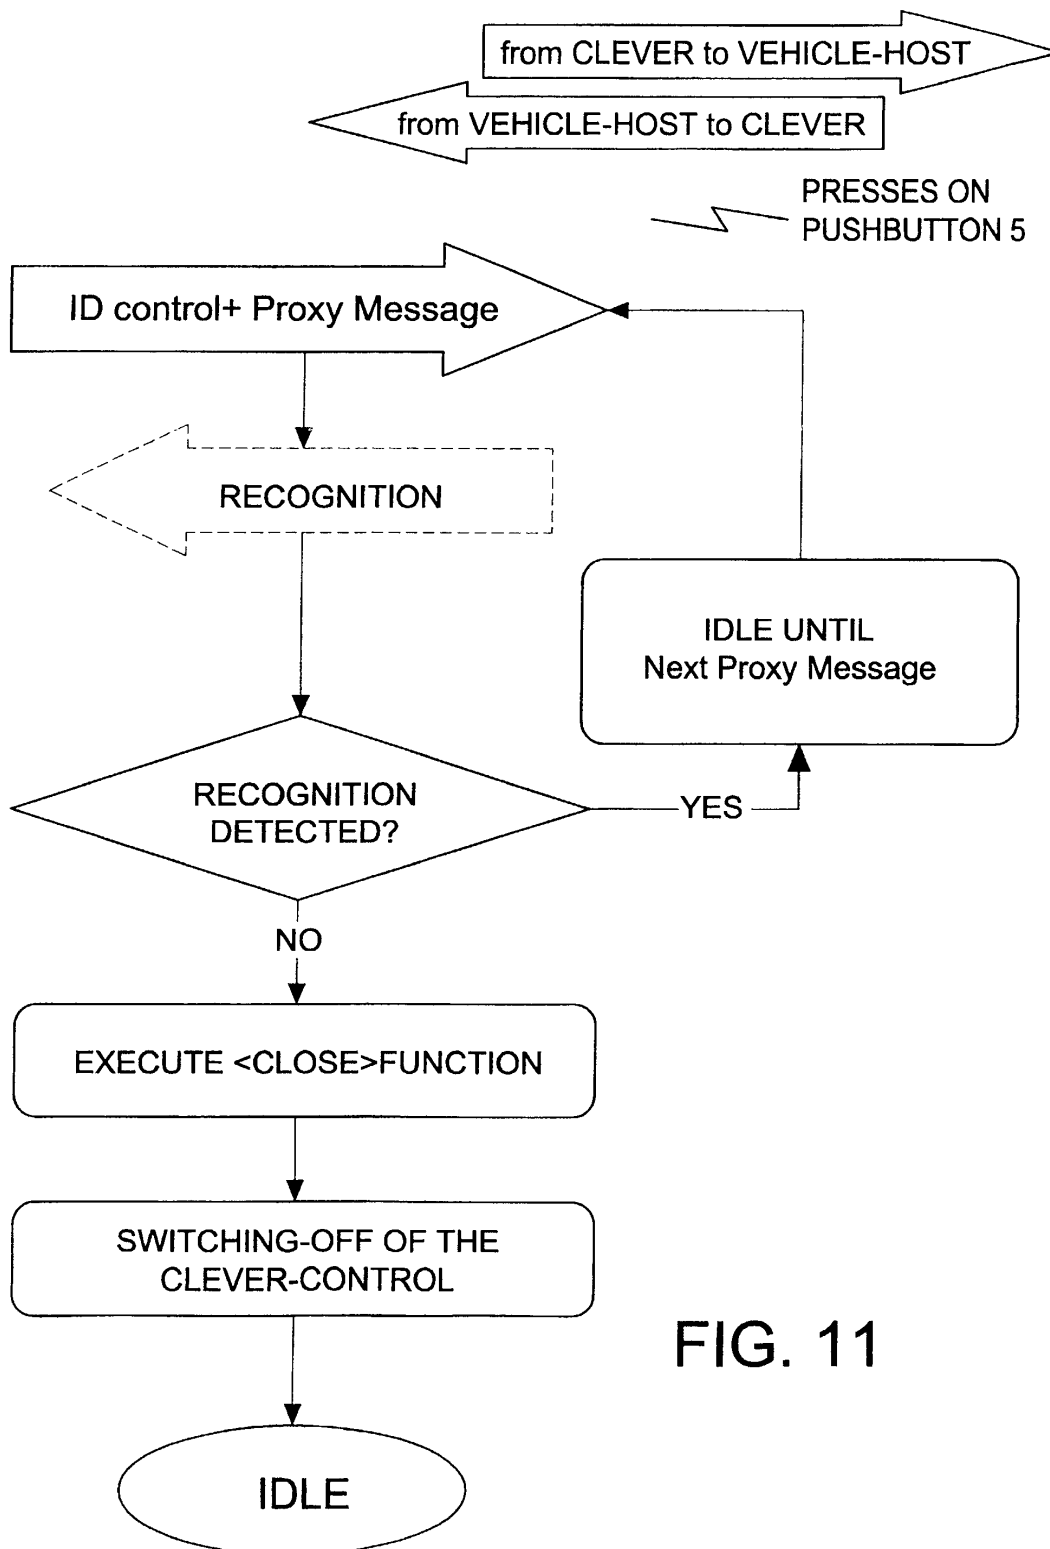 from CLEVER to VEHICLE-HOST
from VEHICLE-HOST to CLEVER
PRESSES ON
PUSHBUTTON 5
ID control+ Proxy Message
RECOGNITION
IDLE UNTIL
Next Proxy Message
RECOGNITION
DETECTED?
YES
NO
EXECUTE <CLOSE>FUNCTION
SWITCHING-OFF OF THE
CLEVER-CONTROL
FIG. 11
IDLE